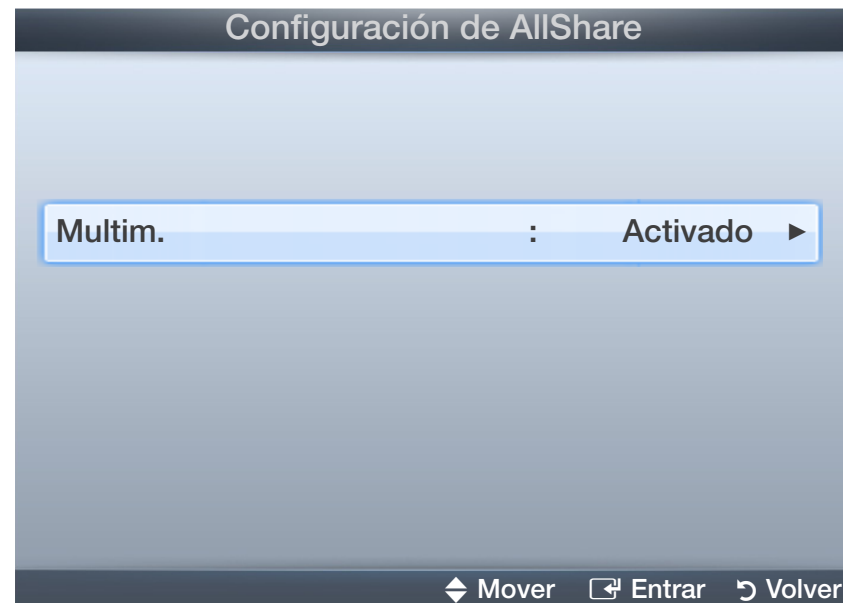 Configuración de AllShare
Multim. : Activado ►
Mover Entrar Volver